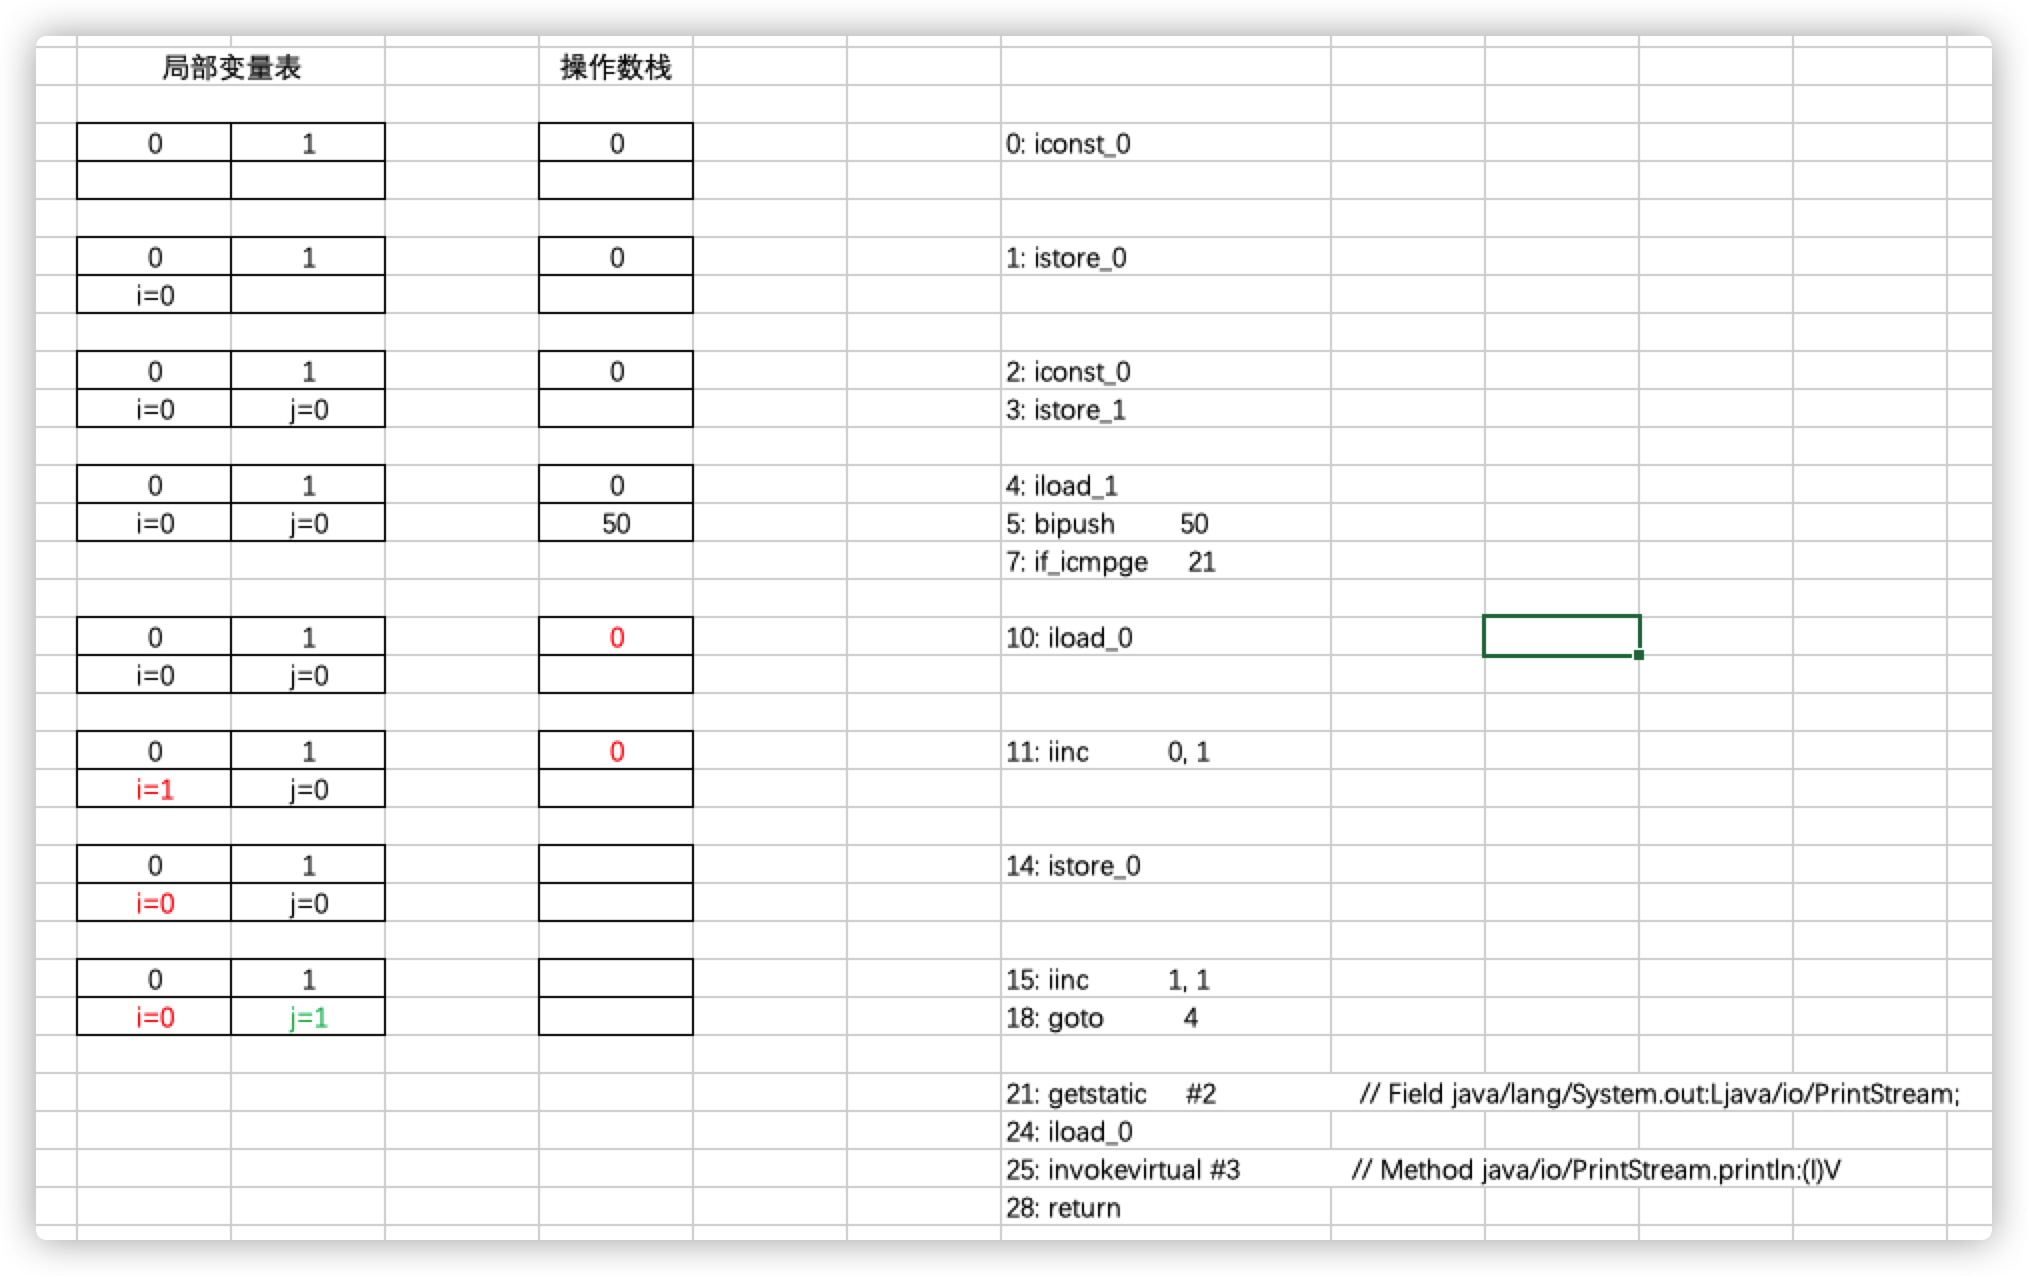 局部变量表 操作数栈
0 1 0 0: iconst_0
0 1 0 1: istore_0
i=0
0 1 0 2: iconst_0
i=0 j=0 3: istore_1
0 1 0 4: iload_1
i=0 j=0 50 5: bipush 50
7: if_icmpge 21
0 1 0 10: iload_0
i=0 j=0
0 1 0 11: iinc 0, 1
i=1 j=0
0 1 14: istore_0
i=0 j=0
0 1 15: iinc 1, 1
i=0 j=1 18: goto 4
21: getstatic #2 // Field java/lang/System.out:Ljava/io/PrintStream;
24: iload_0
25: invokevirtual #3 // Method java/io/PrintStream.println:(I)V
28: return